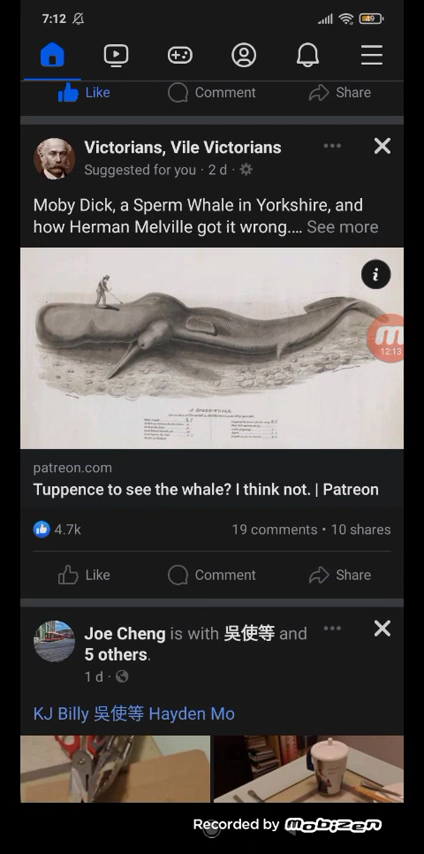 7:12
49
Like Comment Share
Victorians, Vile Victorians
Suggested for you · 2 d ·
Moby Dick, a Sperm Whale in Yorkshire, and
how Herman Melville got it wrong.... See more
12:13
patreon.com
Tuppence to see the whale? I think not. | Patreon
4.7k 19 comments • 10 shares
Like Comment Share
Joe Cheng is with 吳使等 and
5 others.
1 d ·
KJ Billy 吳使等 Hayden Mo
Recorded by Mobizen